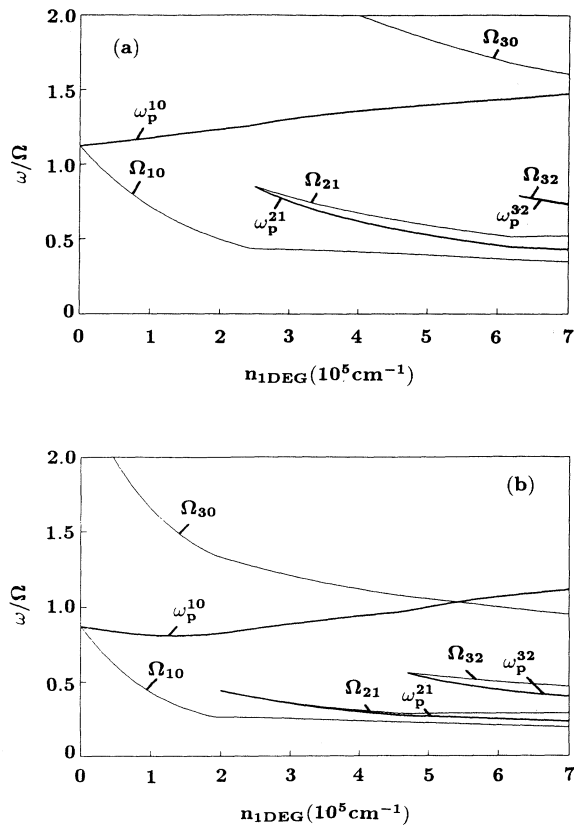 2.0
(a)
Ω₃₀
1.5
ωₚ¹⁰
ω/Ω
1.0
Ω₁₀
Ω₂₁
Ω₃₂
ωₚ²¹
ωₚ³²
0.5
0
0 1 2 3 4 5 6 7
n₁DEG(10⁵cm⁻¹)
2.0
(b)
Ω₃₀
1.5
ω/Ω
1.0
ωₚ¹⁰
Ω₁₀
Ω₃₂ ωₚ³²
0.5
Ω₂₁ ωₚ²¹
0
0 1 2 3 4 5 6 7
n₁DEG(10⁵cm⁻¹)